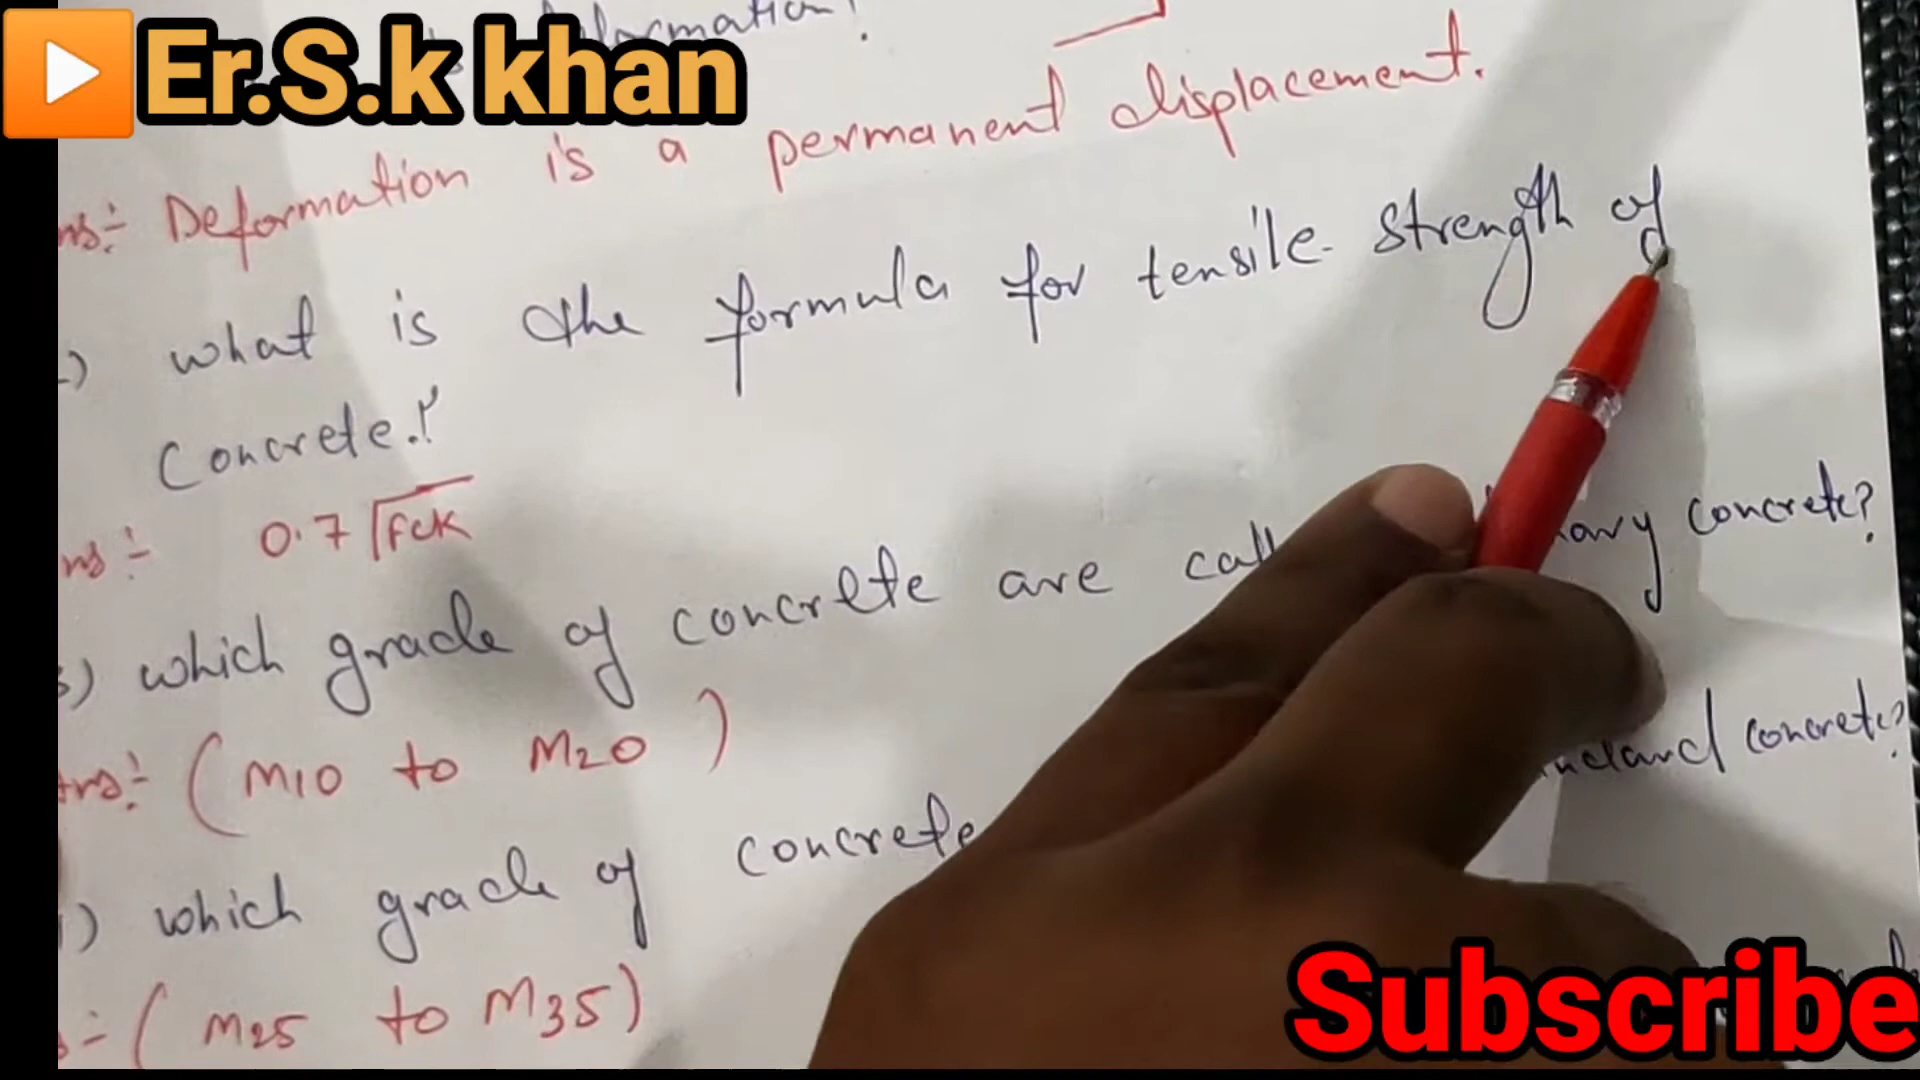 Er.S.k khan
Deformation is a permanent displacement.
what is the formula for tensile strength of
Concrete?
0.7 √fck
which grade of concrete are concrete?
(M10 to M20)
which grade of concrete concrete?
(M25 to M35)
Subscribe